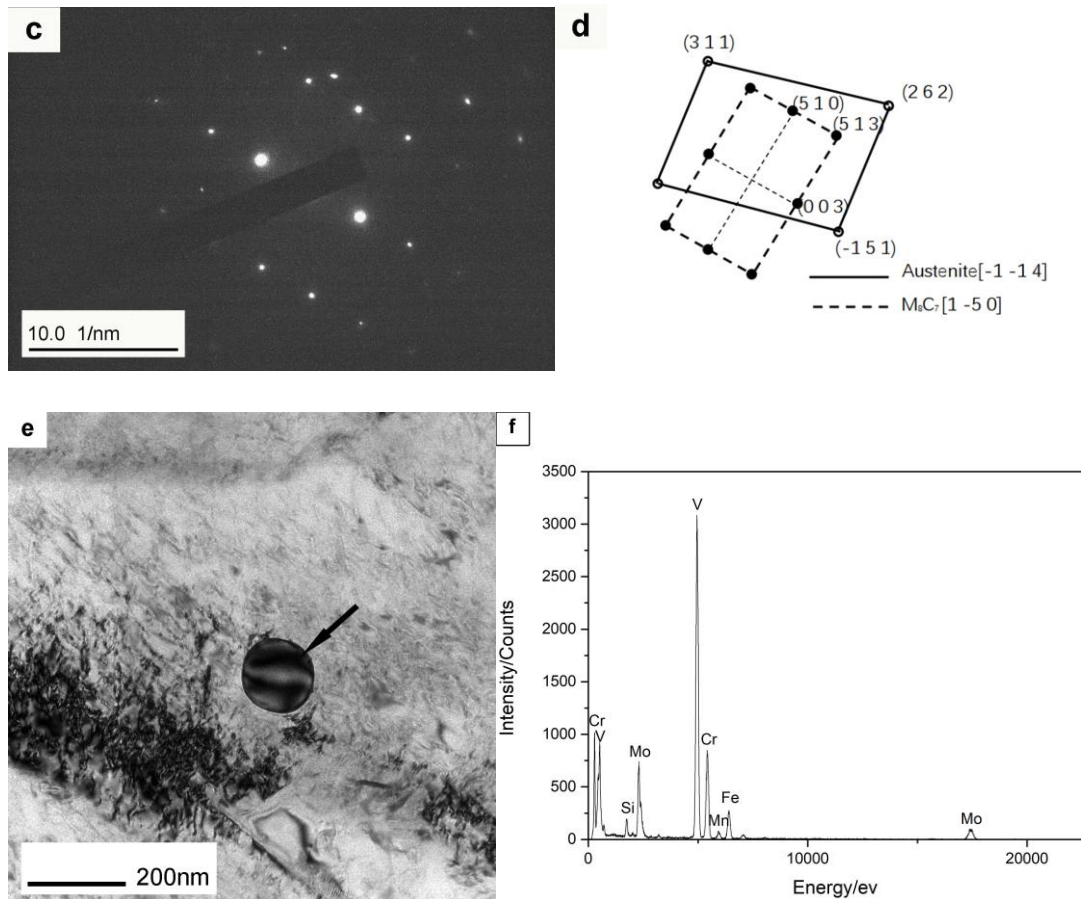 c
10.0 1/nm
d
(3 1 1)
(2 6 2)
(5 1 0)
(5 1 3)
(0 0 3)
(-1 5 1)
Austenite[-1 -1 4]
M₈C₇[1 -5 0]
e
200nm
f
3500
3000
2500
2000
1500
1000
500
0
Intensity/Counts
V
Cr
V
Mo
Cr
Si
Fe
Mn
Mo
0 10000 20000
Energy/ev